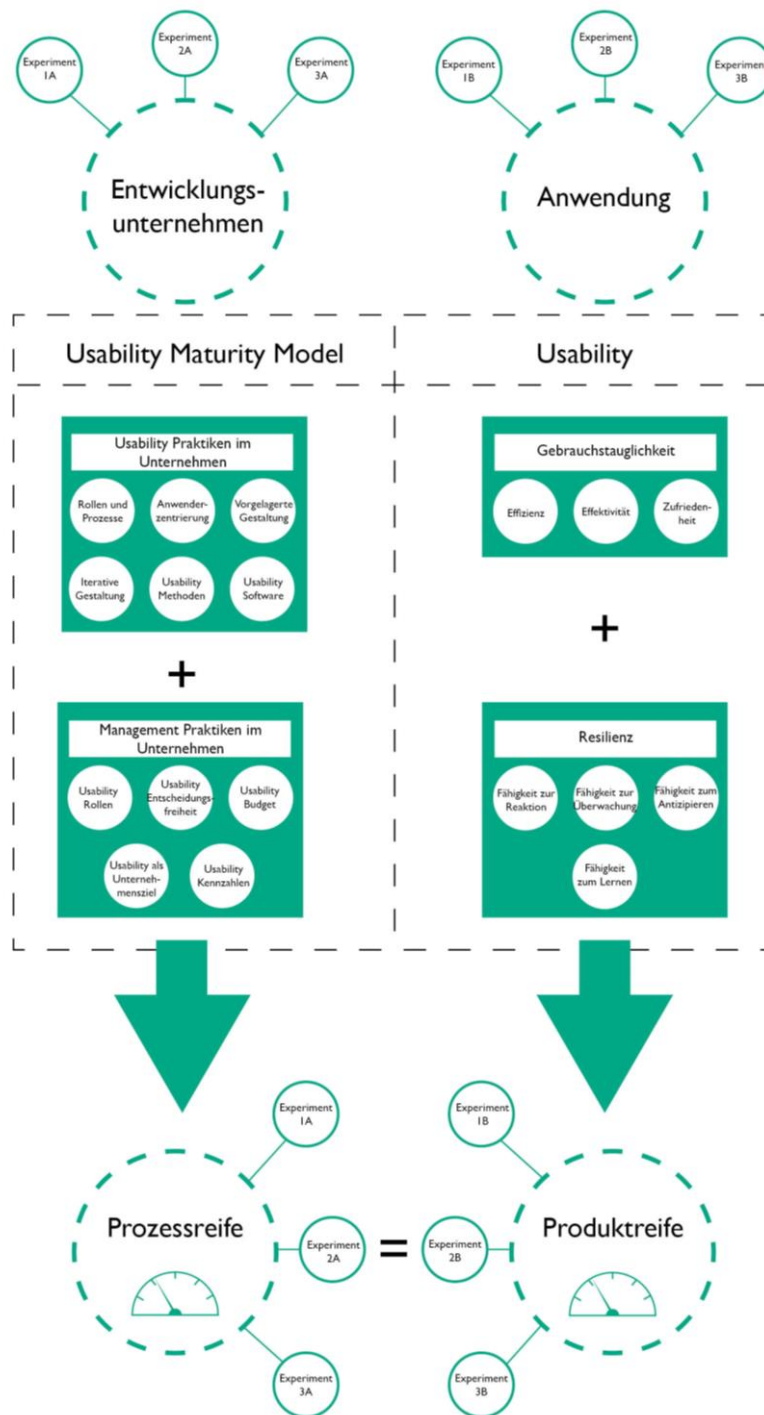 Experiment
1A
Experiment
2A
Experiment
3A
Experiment
1B
Experiment
2B
Experiment
3B
Entwicklungs-
unternehmen
Anwendung
Usability Maturity Model
Usability
Usability Praktiken im
Unternehmen
Rollen und
Prozesse
Anwender-
zentrierung
Vorgelagerte
Gestaltung
Iterative
Gestaltung
Usability
Methoden
Usability
Software
+
Management Praktiken im
Unternehmen
Usability
Rollen
Usability
Entscheidungs-
freiheit
Usability
Budget
Usability als
Unterneh-
mensziel
Usability
Kennzahlen
Gebrauchstauglichkeit
Effizienz
Effektivität
Zufrieden-
heit
+
Resilienz
Fähigkeit zur
Reaktion
Fähigkeit zur
Überwachung
Fähigkeit zum
Antizipieren
Fähigkeit
zum Lernen
Experiment
1A
Prozessreife
Experiment
2A
Experiment
3A
=
Experiment
1B
Experiment
2B
Produktreife
Experiment
3B